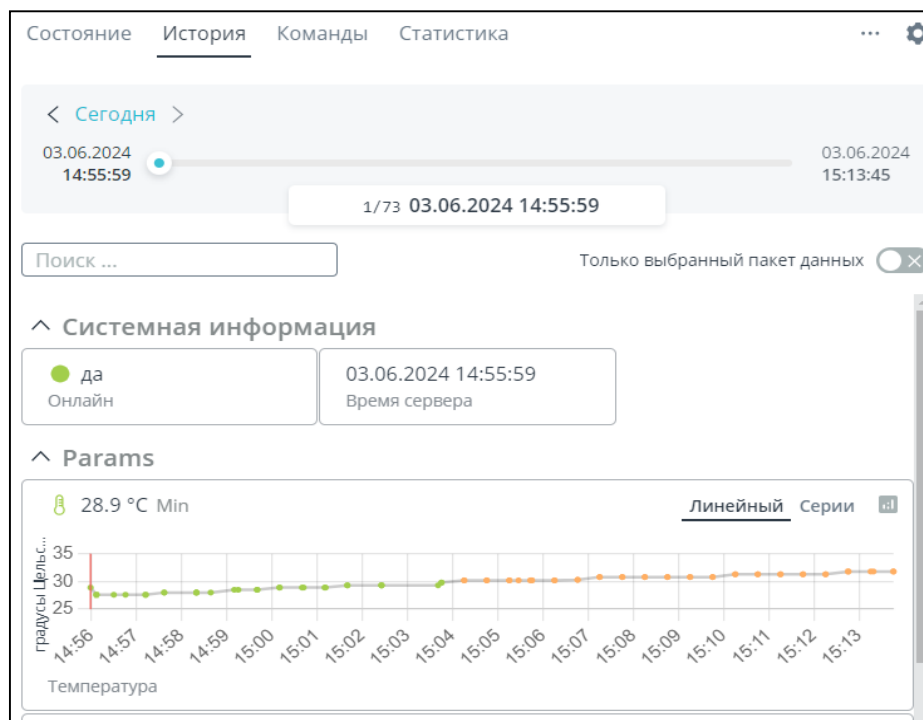 Состояние История Команды Статистика ...
< Сегодня >
03.06.2024 03.06.2024
14:55:59 15:13:45
1/73 03.06.2024 14:55:59
Поиск ... Только выбранный пакет данных
Системная информация
да 03.06.2024 14:55:59
Онлайн Время сервера
Params
28.9 °C Min Линейный Серии
градусы Цельс...
35
30
25
14:56 14:57 14:58 14:59 15:00 15:01 15:02 15:03 15:04 15:05 15:06 15:07 15:08 15:09 15:10 15:11 15:12 15:13
Температура